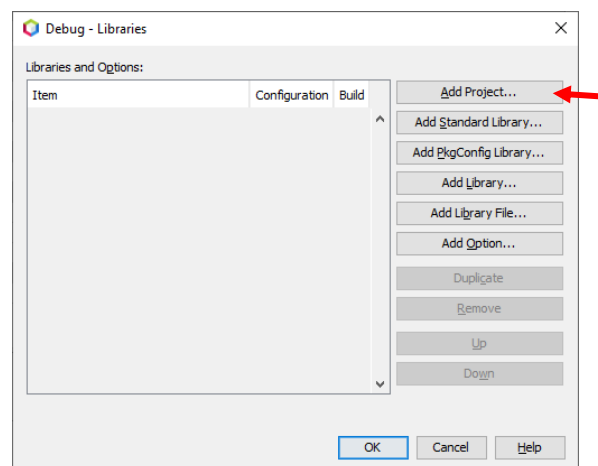 Debug - Libraries
Libraries and Options:
Item Configuration Build
Add Project...
Add Standard Library...
Add PkgConfig Library...
Add Library...
Add Library File...
Add Option...
Duplicate
Remove
Up
Down
OK Cancel Help